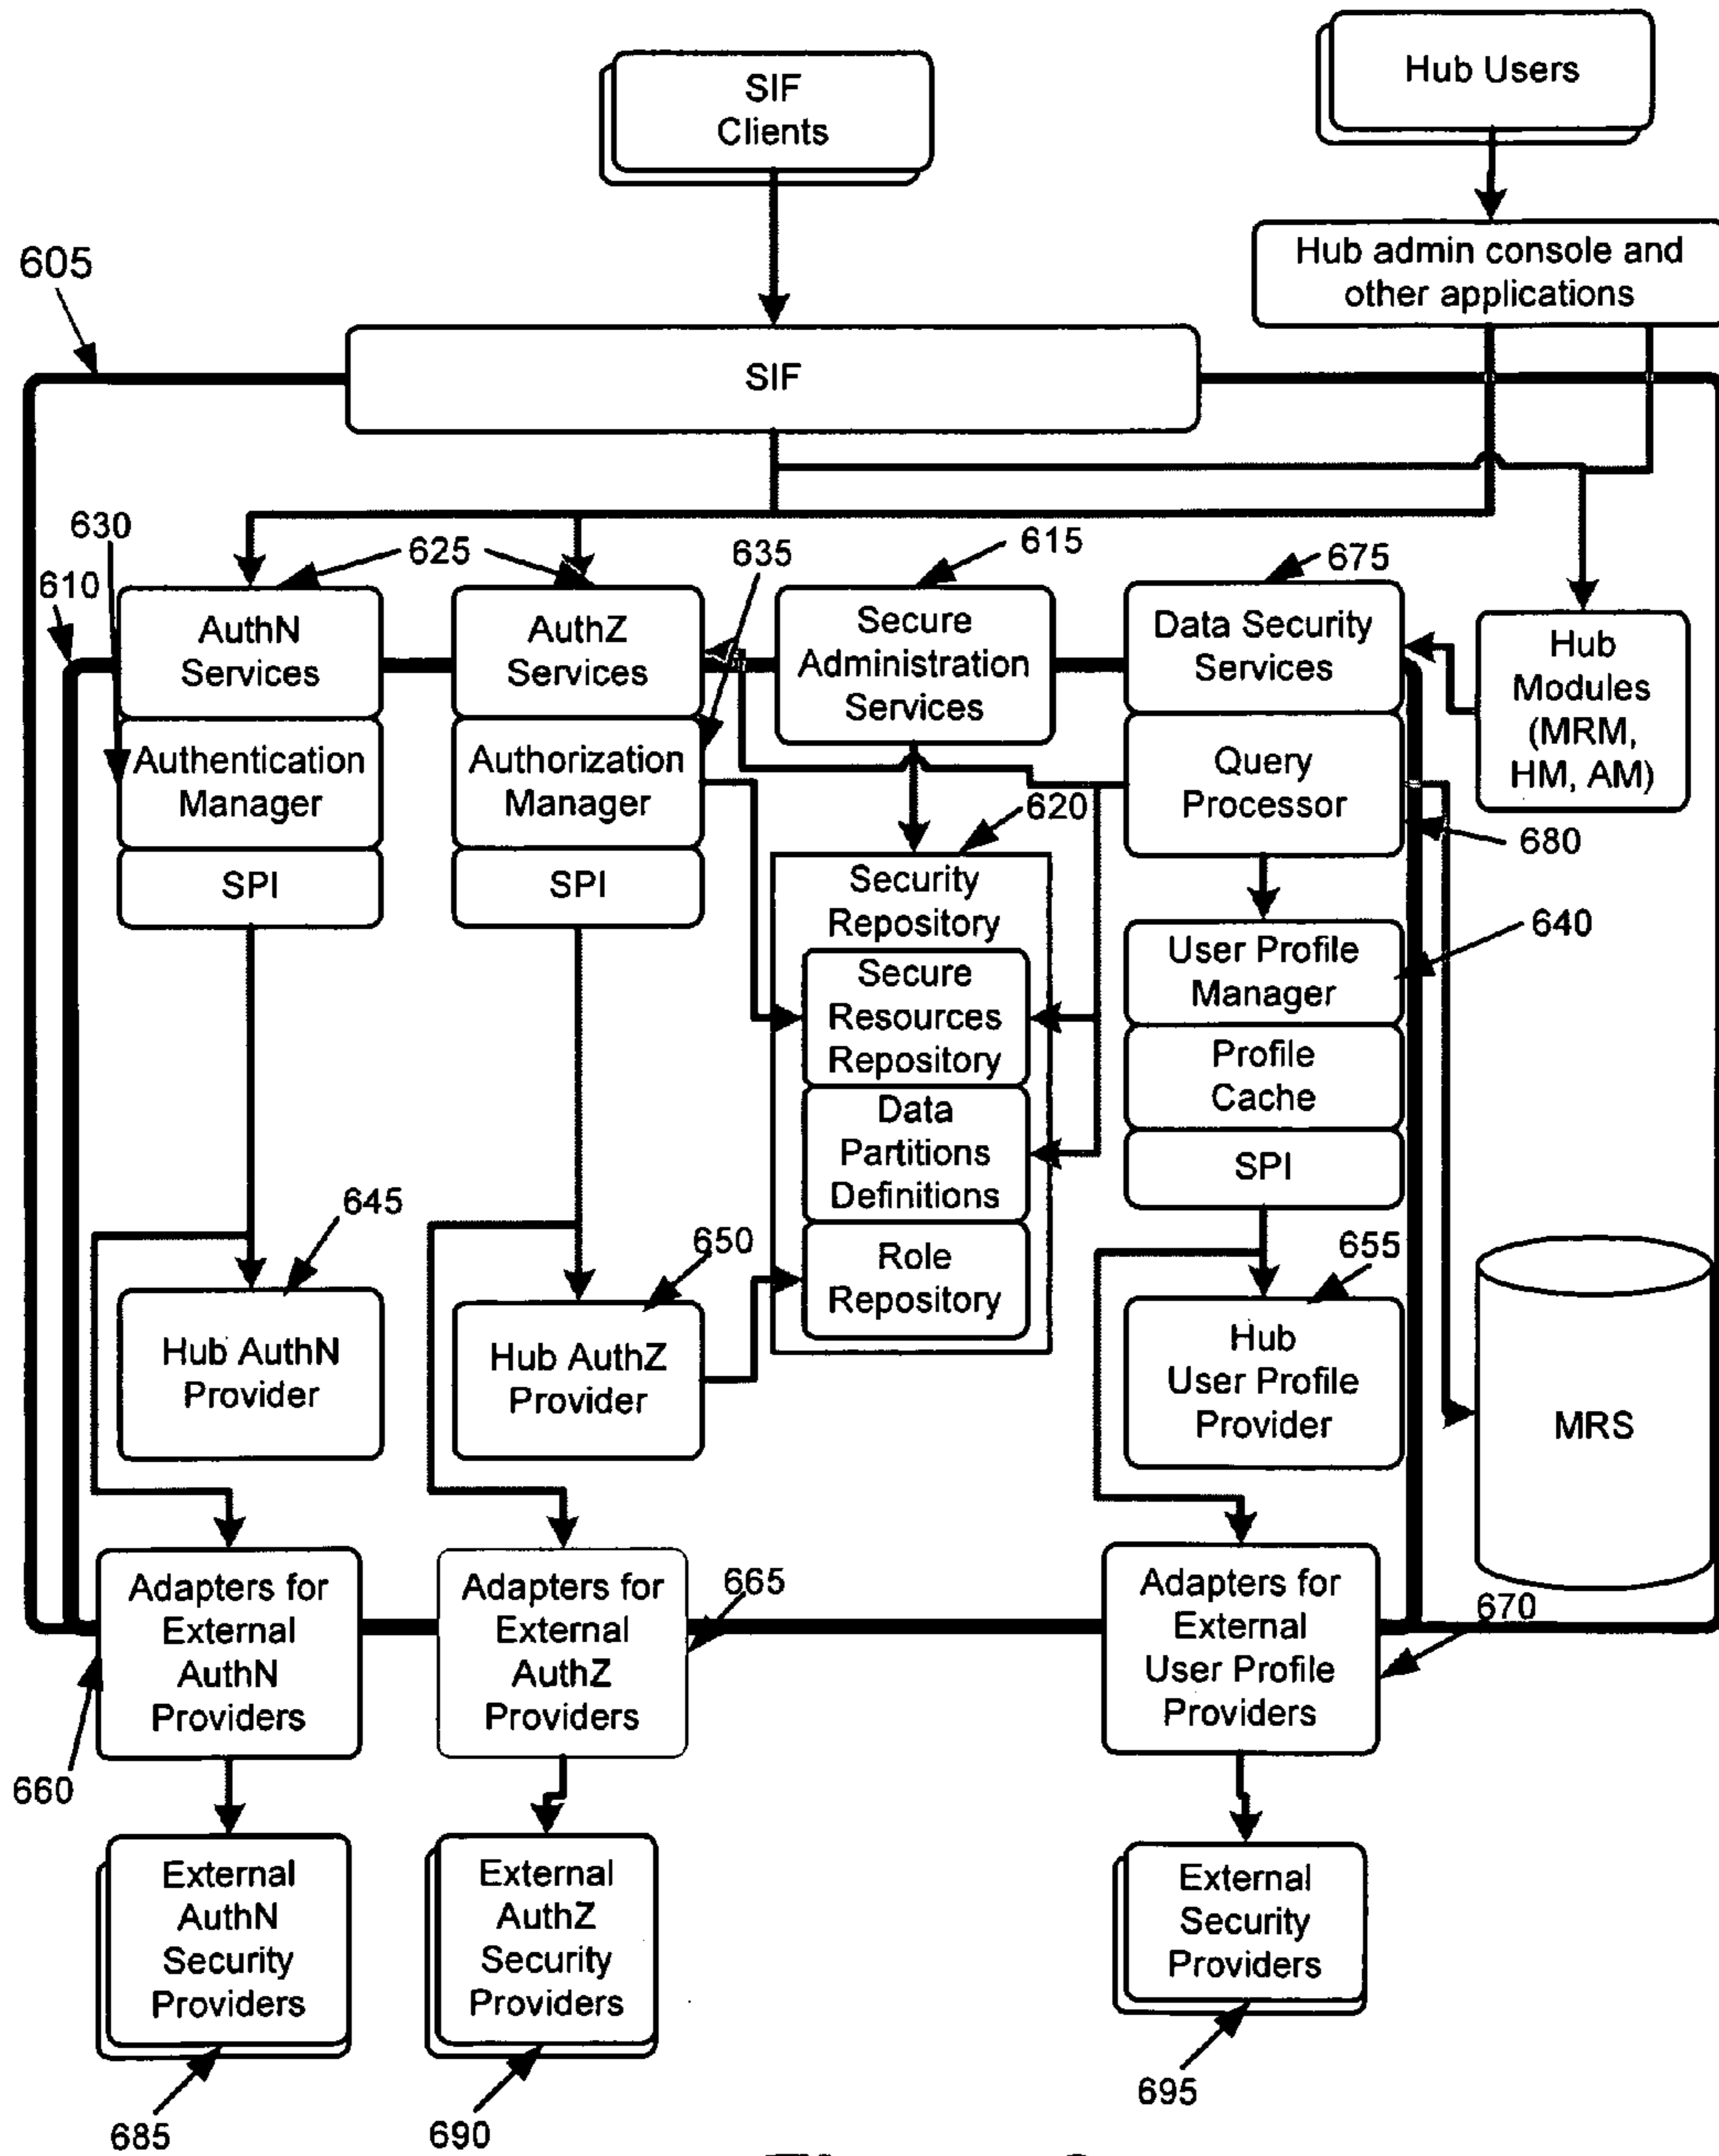 SIF
Clients
Hub Users
Hub admin console and
other applications
605
SIF
630
625
635
615
675
610
AuthN
Services
AuthZ
Services
Secure
Administration
Services
Data Security
Services
Hub
Modules
(MRM,
HM, AM)
Authentication
Manager
Authorization
Manager
Query
Processor
620
680
SPI
SPI
Security
Repository
640
User Profile
Manager
Secure
Resources
Repository
Profile
Cache
Data
Partitions
Definitions
SPI
645
650
655
Role
Repository
Hub AuthN
Provider
Hub AuthZ
Provider
Hub
User Profile
Provider
MRS
Adapters for
External
AuthN
Providers
Adapters for
External
AuthZ
Providers
665
Adapters for
External
User Profile
Providers
670
660
External
AuthN
Security
Providers
External
AuthZ
Security
Providers
External
Security
Providers
685
690
695